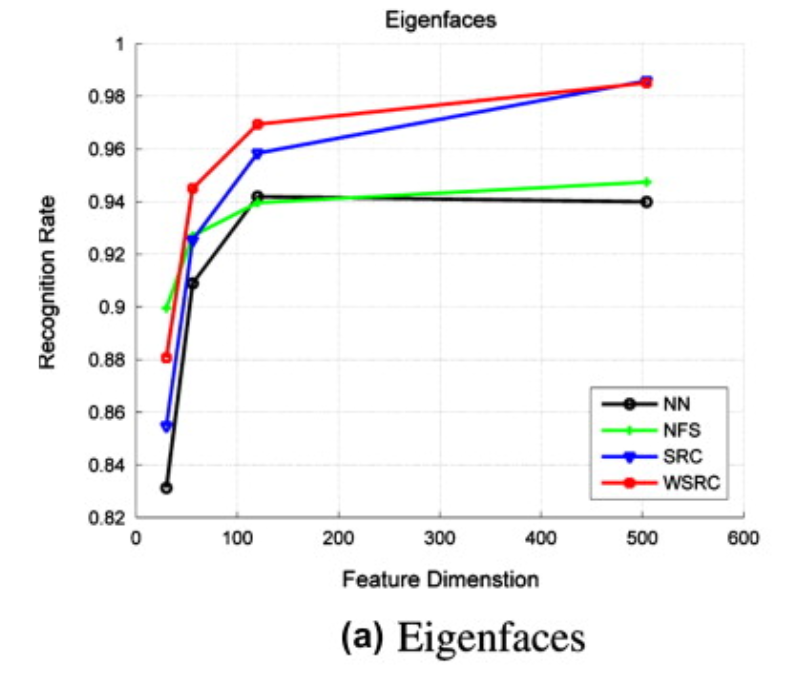 Eigenfaces
1
0.98
0.96
0.94
0.92
0.9
0.88
0.86
0.84
0.82
Recognition Rate
NN
NFS
SRC
WSRC
0 100 200 300 400 500 600
Feature Dimenstion
(a) Eigenfaces